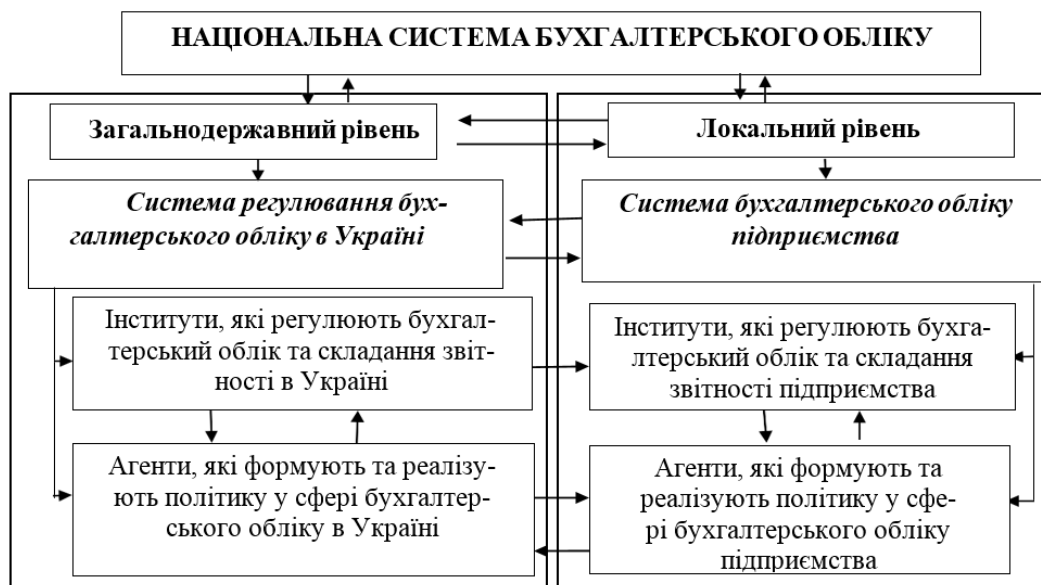 НАЦІОНАЛЬНА СИСТЕМА БУХГАЛТЕРСЬКОГО ОБЛІКУ
Загальнодержавний рівень
Локальний рівень
Система регулювання бух-
галтерського обліку в Україні
Система бухгалтерського обліку
підприємства
Інститути, які регулюють бухгал-
терський облік та складання звіт-
ності в Україні
Інститути, які регулюють бухга-
лтерський облік та складання
звітності підприємства
Агенти, які формують та реалізу-
ють політику у сфері бухгалтер-
ського обліку в Україні
Агенти, які формують та
реалізують політику у сфе-
рі бухгалтерського обліку
підприємства